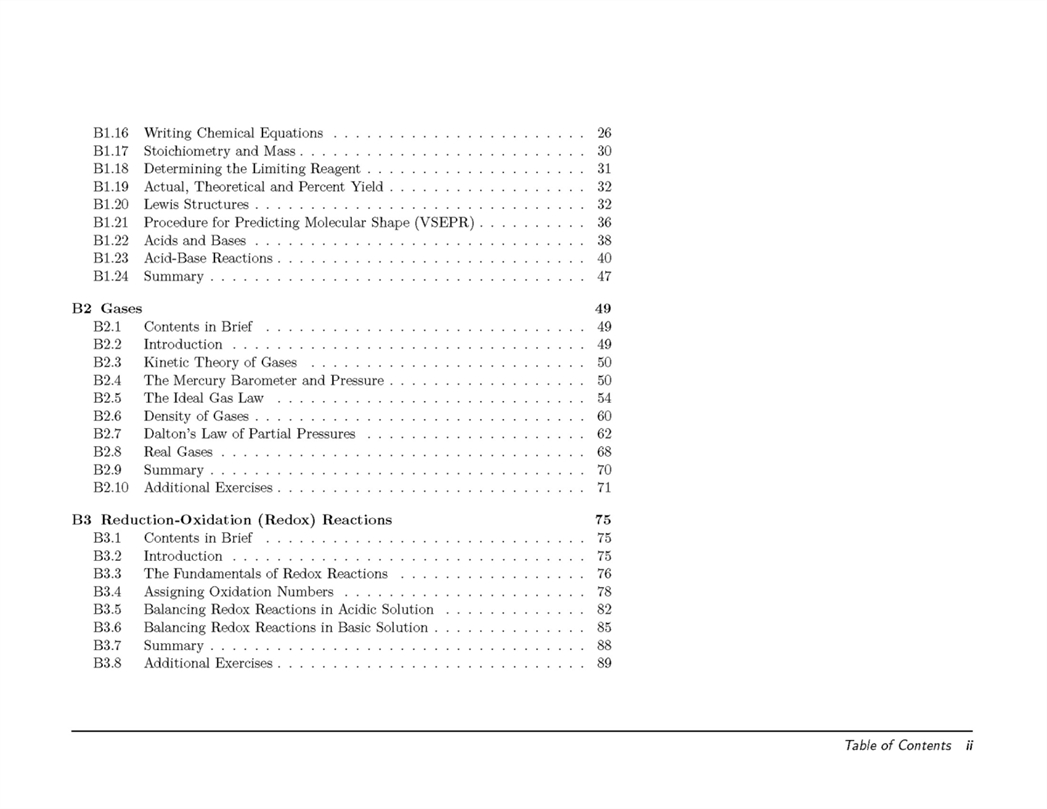 B1.16 Writing Chemical Equations . . . . . . . . . . . . . . . . . . . . . . . 26
B1.17 Stoichiometry and Mass . . . . . . . . . . . . . . . . . . . . . . . . . . 30
B1.18 Determining the Limiting Reagent . . . . . . . . . . . . . . . . . . . . 31
B1.19 Actual, Theoretical and Percent Yield . . . . . . . . . . . . . . . . . . 32
B1.20 Lewis Structures . . . . . . . . . . . . . . . . . . . . . . . . . . . . . . 32
B1.21 Procedure for Predicting Molecular Shape (VSEPR) . . . . . . . . . . 36
B1.22 Acids and Bases . . . . . . . . . . . . . . . . . . . . . . . . . . . . . . 38
B1.23 Acid-Base Reactions . . . . . . . . . . . . . . . . . . . . . . . . . . . . 40
B1.24 Summary . . . . . . . . . . . . . . . . . . . . . . . . . . . . . . . . . . 47
B2 Gases 49
B2.1 Contents in Brief . . . . . . . . . . . . . . . . . . . . . . . . . . . . . 49
B2.2 Introduction . . . . . . . . . . . . . . . . . . . . . . . . . . . . . . . . 49
B2.3 Kinetic Theory of Gases . . . . . . . . . . . . . . . . . . . . . . . . . 50
B2.4 The Mercury Barometer and Pressure . . . . . . . . . . . . . . . . . . 50
B2.5 The Ideal Gas Law . . . . . . . . . . . . . . . . . . . . . . . . . . . . 54
B2.6 Density of Gases . . . . . . . . . . . . . . . . . . . . . . . . . . . . . . 60
B2.7 Dalton's Law of Partial Pressures . . . . . . . . . . . . . . . . . . . . 62
B2.8 Real Gases . . . . . . . . . . . . . . . . . . . . . . . . . . . . . . . . . 68
B2.9 Summary . . . . . . . . . . . . . . . . . . . . . . . . . . . . . . . . . . 70
B2.10 Additional Exercises . . . . . . . . . . . . . . . . . . . . . . . . . . . . 71
B3 Reduction-Oxidation (Redox) Reactions 75
B3.1 Contents in Brief . . . . . . . . . . . . . . . . . . . . . . . . . . . . . 75
B3.2 Introduction . . . . . . . . . . . . . . . . . . . . . . . . . . . . . . . . 75
B3.3 The Fundamentals of Redox Reactions . . . . . . . . . . . . . . . . . 76
B3.4 Assigning Oxidation Numbers . . . . . . . . . . . . . . . . . . . . . . 78
B3.5 Balancing Redox Reactions in Acidic Solution . . . . . . . . . . . . . 82
B3.6 Balancing Redox Reactions in Basic Solution . . . . . . . . . . . . . . 85
B3.7 Summary . . . . . . . . . . . . . . . . . . . . . . . . . . . . . . . . . . 88
B3.8 Additional Exercises . . . . . . . . . . . . . . . . . . . . . . . . . . . . 89
Table of Contents ii